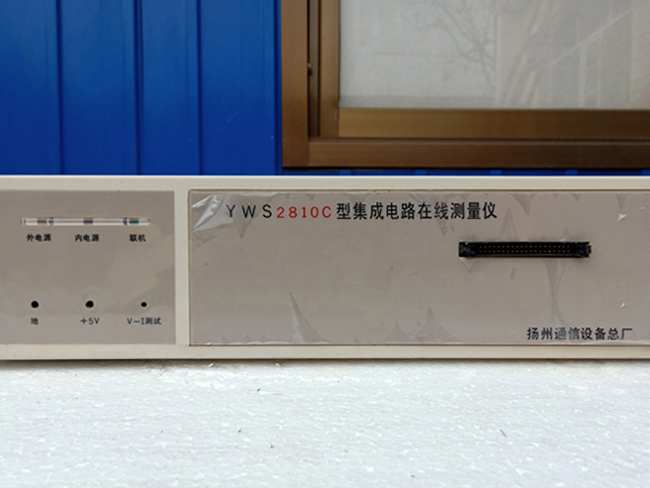 YWS2810C型集成电路在线测量仪
外电源 内电源 联机
地 +5V V-I测试
扬州通信设备总厂